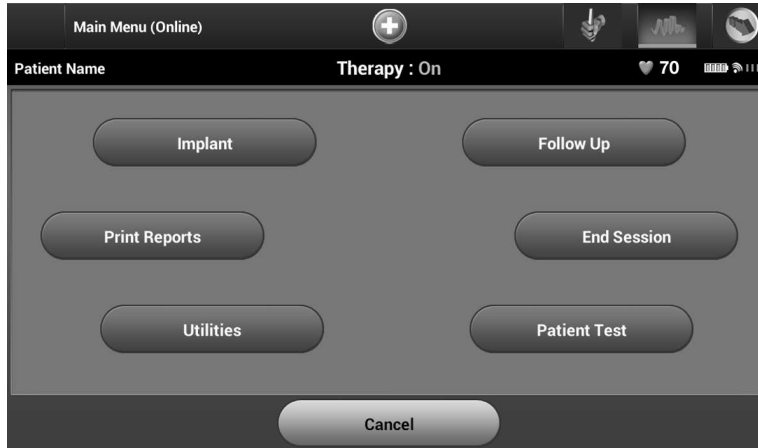 Main Menu (Online)
Patient Name Therapy : On 70
Implant Follow Up
Print Reports End Session
Utilities Patient Test
Cancel